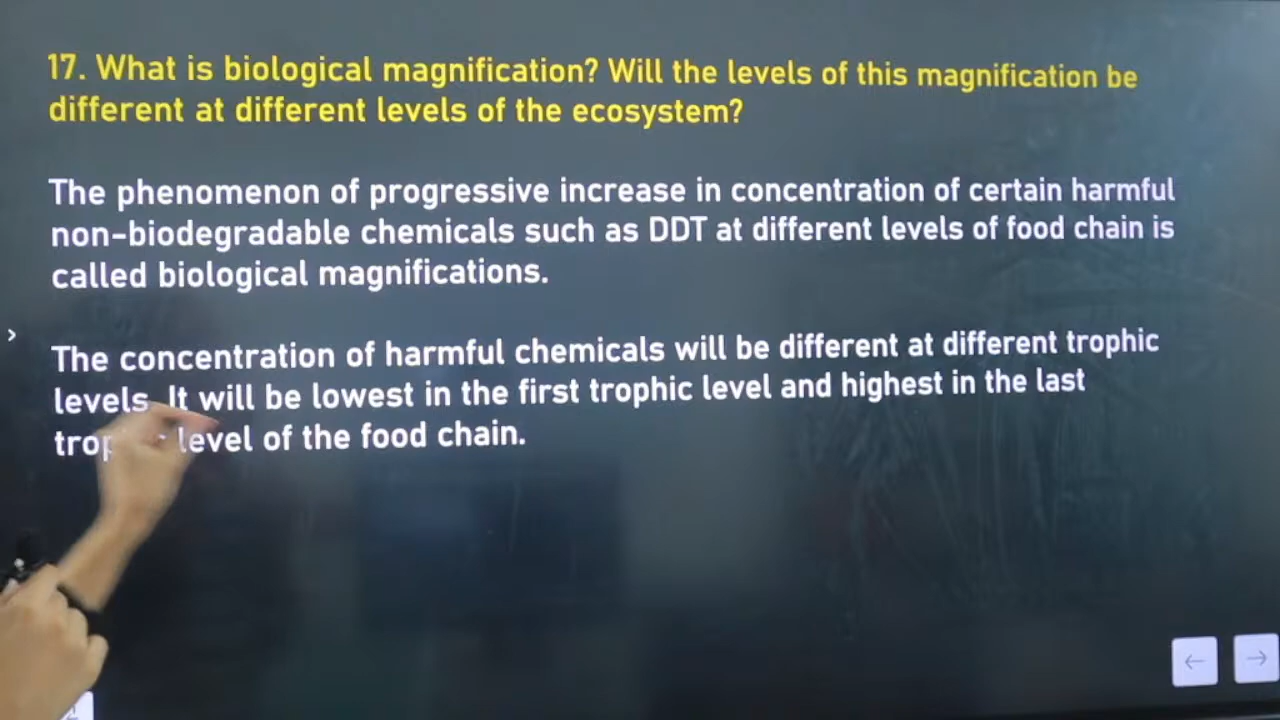 17. What is biological magnification? Will the levels of this magnification be
different at different levels of the ecosystem?
The phenomenon of progressive increase in concentration of certain harmful
non-biodegradable chemicals such as DDT at different levels of food chain is
called biological magnifications.
The concentration of harmful chemicals will be different at different trophic
levels. It will be lowest in the first trophic level and highest in the last
level of the food chain.